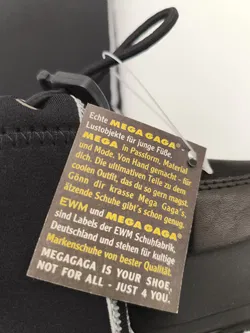 Echte MEGA GAGA®
Lustobjekte für junge Füße.
MEGA in Passform, Material
und Mode. Von Hand gemacht - für
dich. Die ultimativen Teile zu dem
coolen Outfit, das du so gern magst.
Gönn dir krasse Mega Gaga's,
ätzende Schuhe gibt's schon genug.
EWM und MEGA GAGA®
sind Labels der EWM Schuhfabrik,
Deutschland und stehen für kultige
Markenschuhe von bester Qualität.
MEGAGAGA IS YOUR SHOE,
NOT FOR ALL - JUST 4 YOU.